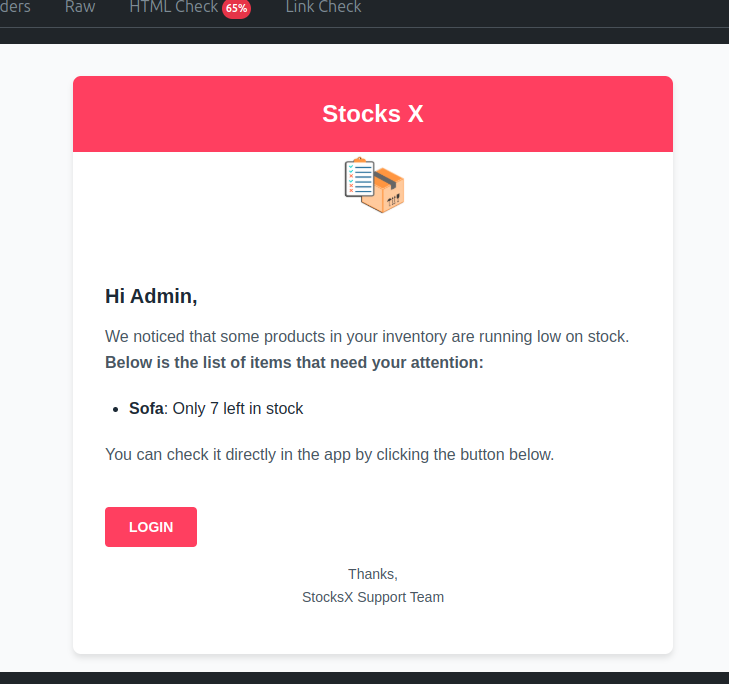 ders Raw HTML Check 65% Link Check
Stocks X
Hi Admin,
We noticed that some products in your inventory are running low on stock.
Below is the list of items that need your attention:
• Sofa: Only 7 left in stock
You can check it directly in the app by clicking the button below.
LOGIN
Thanks,
StocksX Support Team